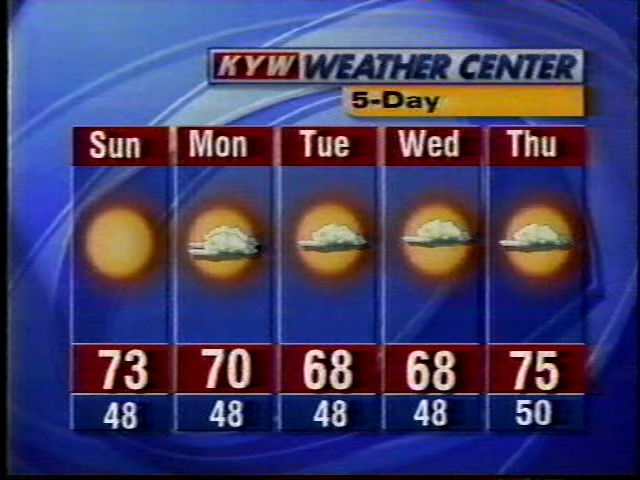 KYW WEATHER CENTER
5-Day
Sun Mon Tue Wed Thu
73 70 68 68 75
48 48 48 48 50